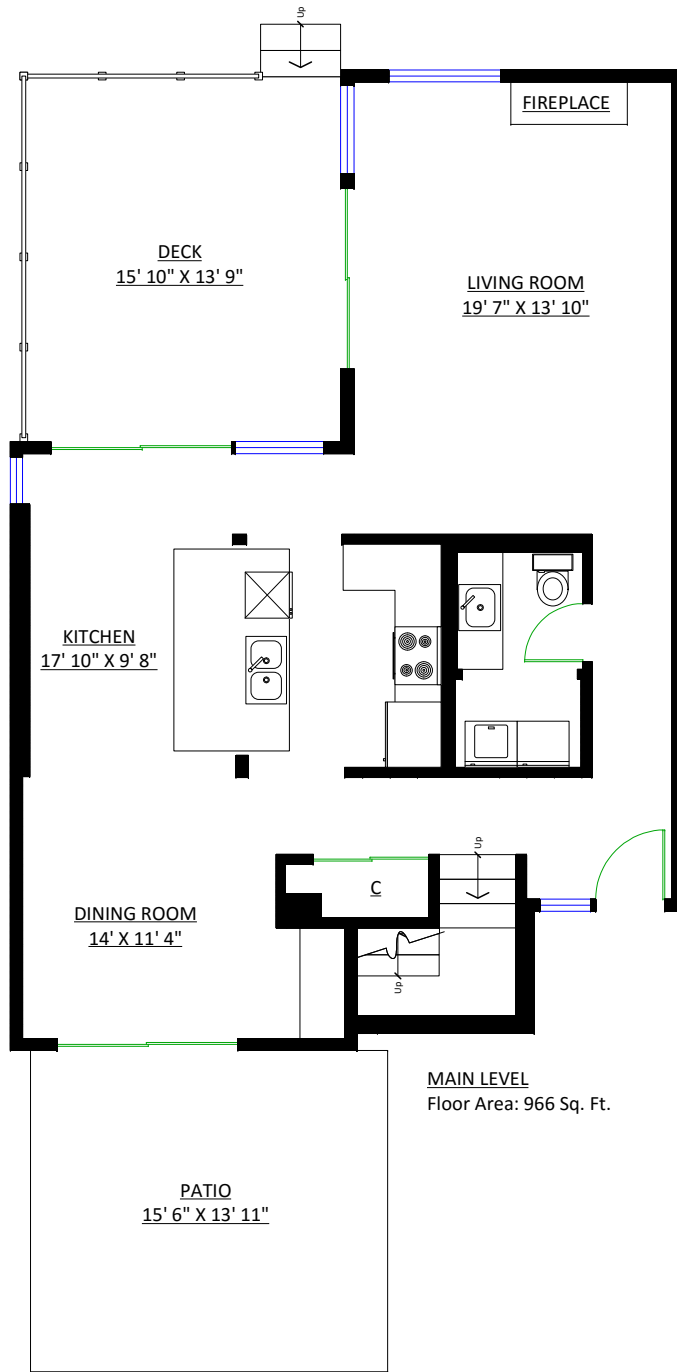 Up
FIREPLACE
DECK
15' 10" X 13' 9"
LIVING ROOM
19' 7" X 13' 10"
KITCHEN
17' 10" X 9' 8"
Up
C
DINING ROOM
14' X 11' 4"
Up
MAIN LEVEL
Floor Area: 966 Sq. Ft.
PATIO
15' 6" X 13' 11"